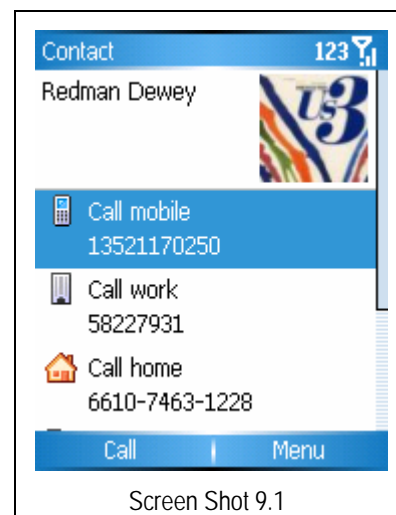 Contact 123
Redman Dewey
US3
Call mobile
13521170250
Call work
58227931
Call home
6610-7463-1228
Call Menu
Screen Shot 9.1